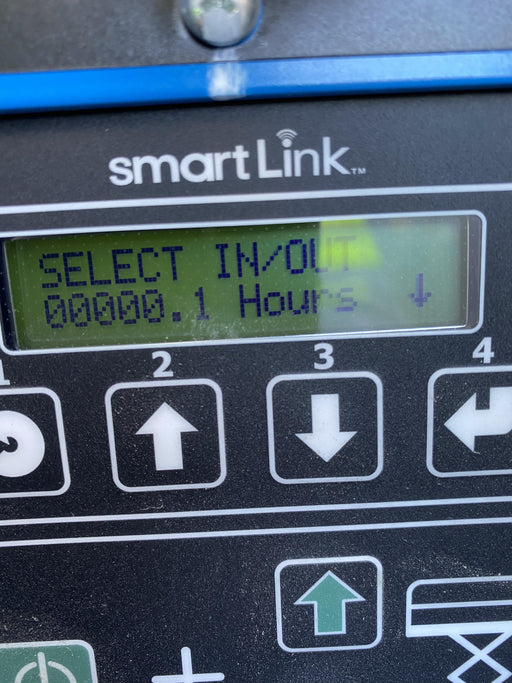 smartLink™
SELECT IN/OUT
00000.1 Hours ↓
1 2 3 4